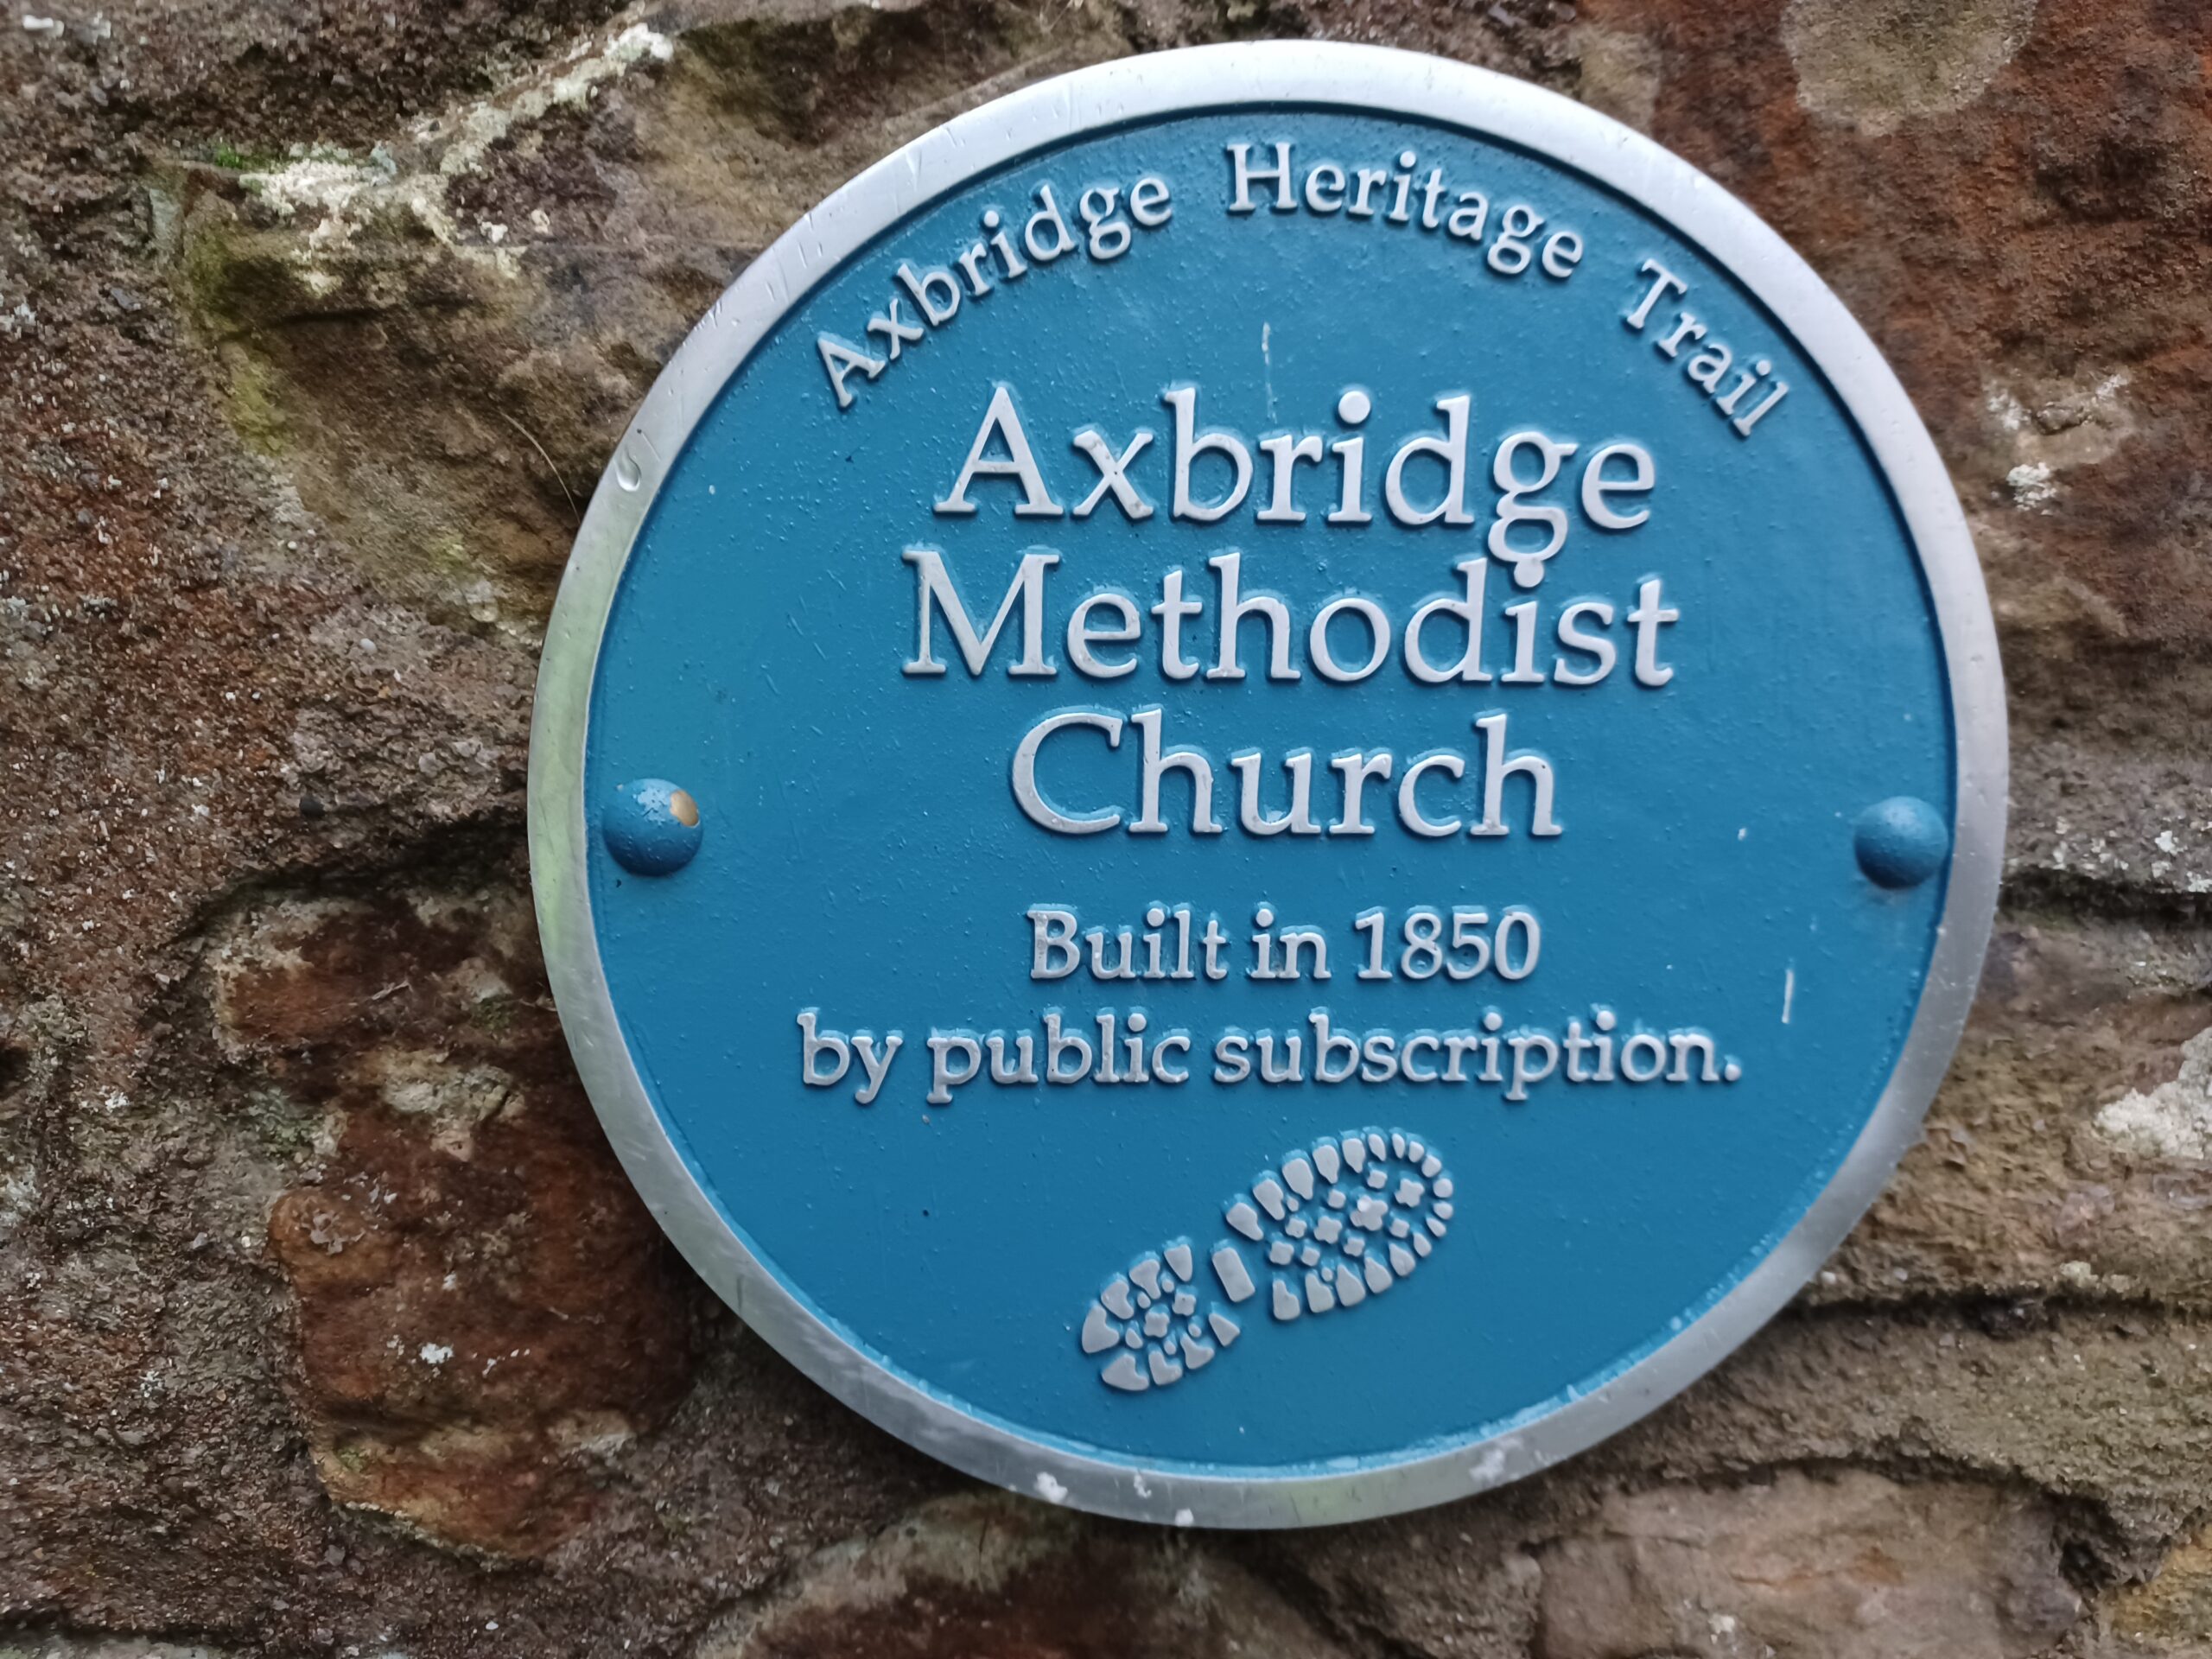 Axbridge Heritage Trail
Axbridge
Methodist
Church
Built in 1850
by public subscription.